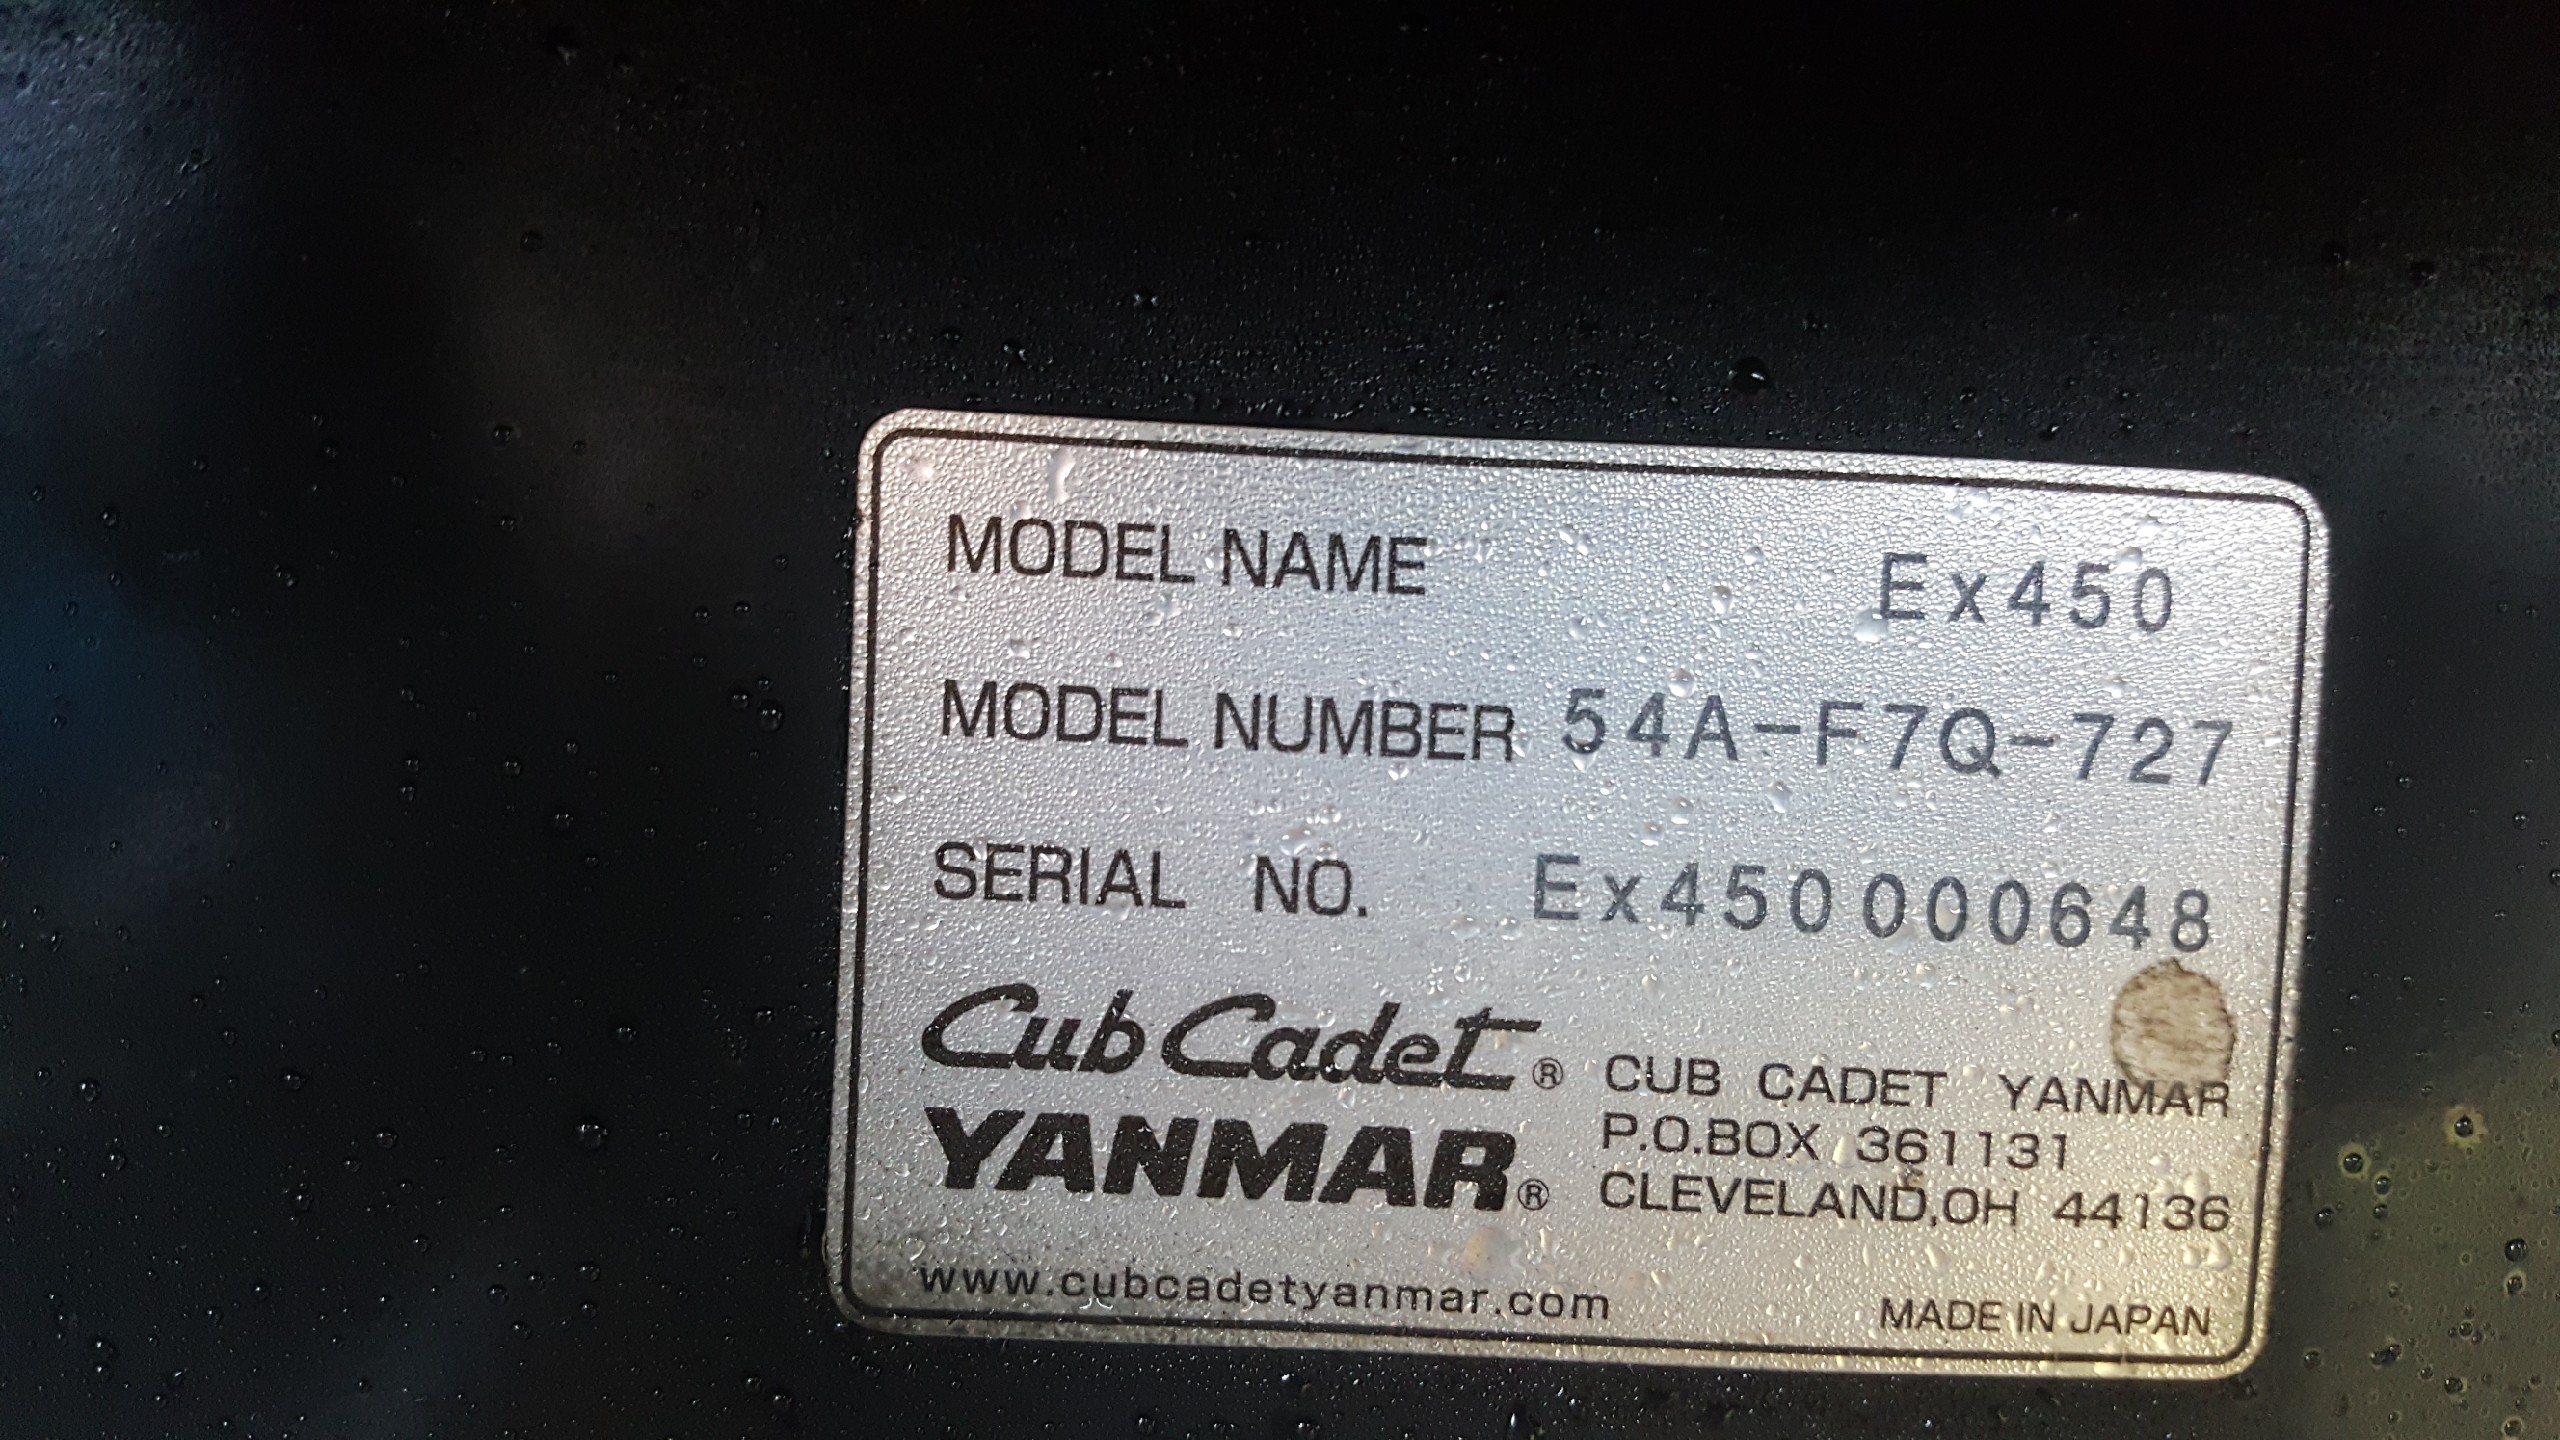 MODEL NAME Ex450
MODEL NUMBER 54A-F7Q-727
SERIAL NO. Ex450000648
Cub Cadet®
YANMAR®
CUB CADET YANMAR
P.O.BOX 361131
CLEVELAND,OH 44136
www.cubcadetyanmar.com
MADE IN JAPAN